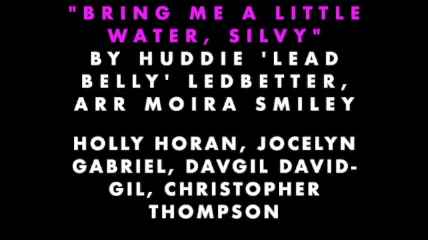 "BRING ME A LITTLE
WATER, SILVY"
BY HUDDIE 'LEAD
BELLY' LEDBETTER,
ARR MOIRA SMILEY
HOLLY HORAN, JOCELYN
GABRIEL, DAVGIL DAVID-
GIL, CHRISTOPHER
THOMPSON